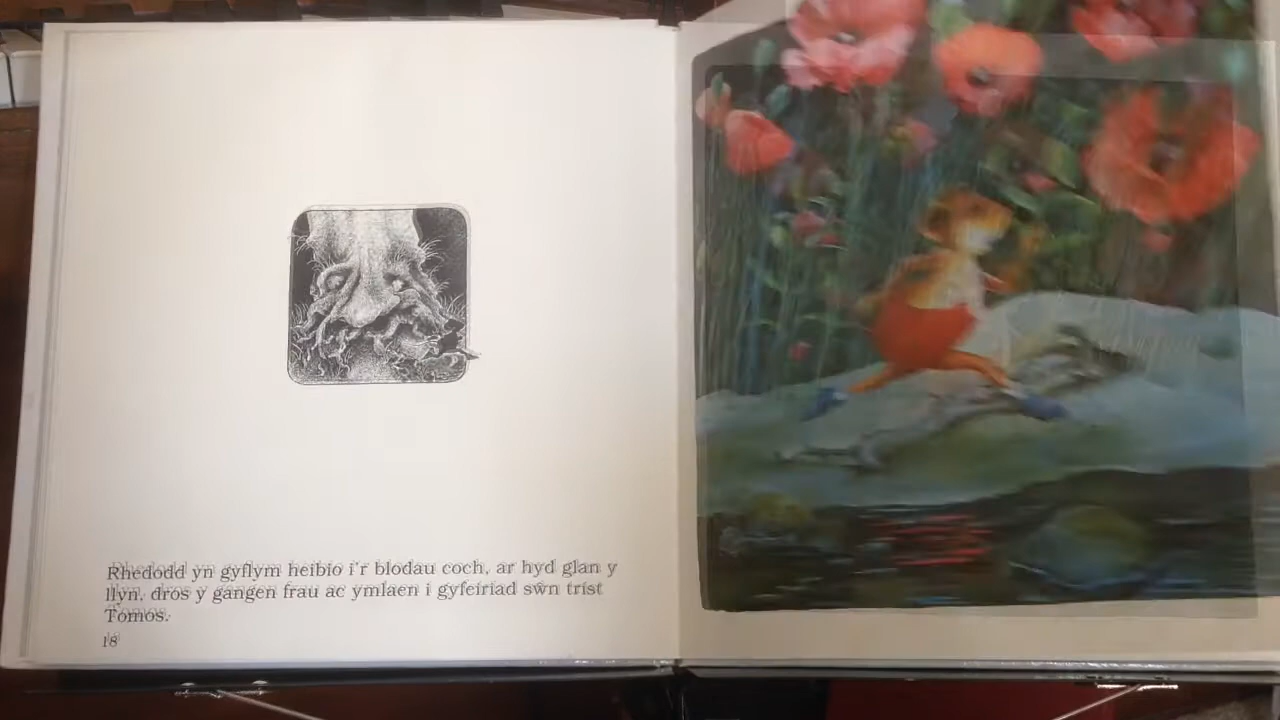 Rhedodd yn gyflym heibio i'r blodau coch, ar hyd glan y
llyn, dros y gangen frau ac ymlaen i gyfeiriad sŵn trist
Tomos.
18